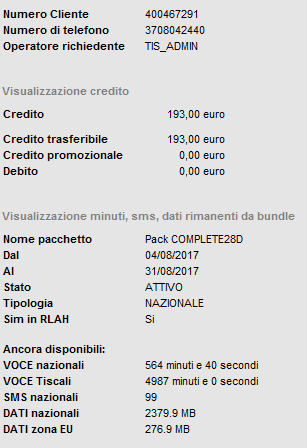 Numero Cliente 400467291
Numero di telefono 3708042440
Operatore richiedente TIS_ADMIN
Visualizzazione credito
Credito 193,00 euro
Credito trasferibile 193,00 euro
Credito promozionale 0,00 euro
Debito 0,00 euro
Visualizzazione minuti, sms, dati rimanenti da bundle
Nome pacchetto Pack COMPLETE28D
Dal 04/08/2017
Al 31/08/2017
Stato ATTIVO
Tipologia NAZIONALE
Sim in RLAH Si
Ancora disponibili:
VOCE nazionali 564 minuti e 40 secondi
VOCE Tiscali 4987 minuti e 0 secondi
SMS nazionali 99
DATI nazionali 2379.9 MB
DATI zona EU 276.9 MB